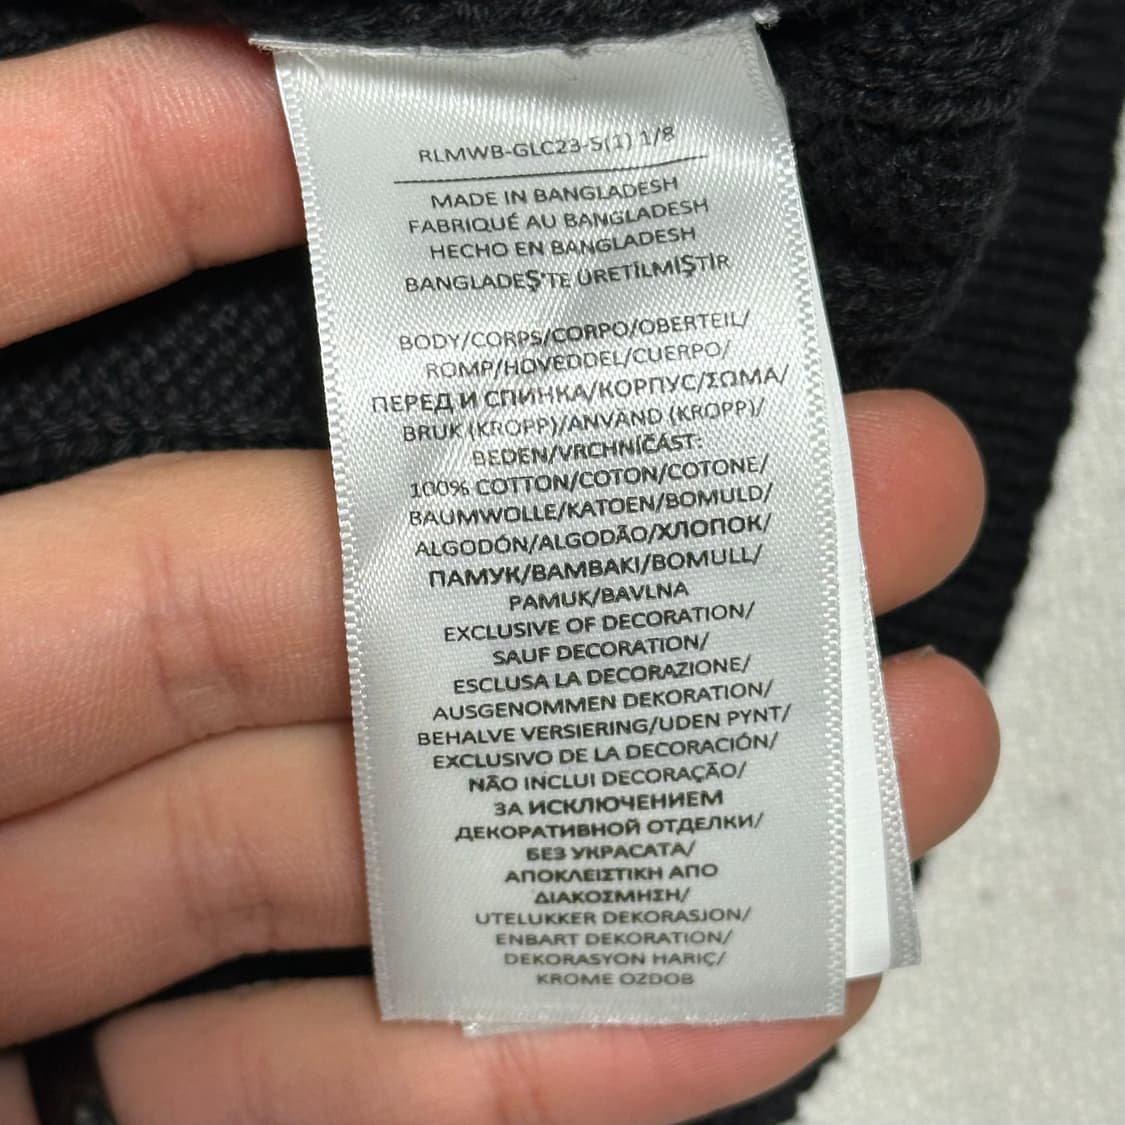 RLMWB-GLC23-S(1) 1/8
MADE IN BANGLADESH
FABRIQUÉ AU BANGLADESH
HECHO EN BANGLADESH
BANGLADEŞ'TE ÜRETİLMİŞTİR
BODY/CORPS/CORPO/OBERTEIL/
ROMP/HOVEDDEL/CUERPO/
ПЕРЕД И СПИНКА/КОРПУС/ΣΩΜΑ/
BRUK (KROPP)/ANVÄND (KROPP)/
BEDEN/VRCHNÍČÁST:
100% COTTON/COTON/COTONE/
BAUMWOLLE/KATOEN/BOMULD/
ALGODÓN/ALGODÃO/ХЛОПОК/
ПАМУК/ΒΑΜΒΑΚΙ/BOMULL/
PAMUK/BAVLNA
EXCLUSIVE OF DECORATION/
SAUF DECORATION/
ESCLUSA LA DECORAZIONE/
AUSGENOMMEN DEKORATION/
BEHALVE VERSIERING/UDEN PYNT/
EXCLUSIVO DE LA DECORACIÓN/
NÃO INCLUI DECORAÇÃO/
ЗА ИСКЛЮЧЕНИЕМ
ДЕКОРАТИВНОЙ ОТДЕЛКИ/
БЕЗ УКРАСАТА/
ΑΠΟΚΛΕΙΣΤΙΚΗ ΑΠΟ
ΔΙΑΚΟΣΜΗΣΗ/
UTELUKKER DEKORASJON/
ENBART DEKORATION/
DEKORASYON HARIÇ/
KROME OZDOB